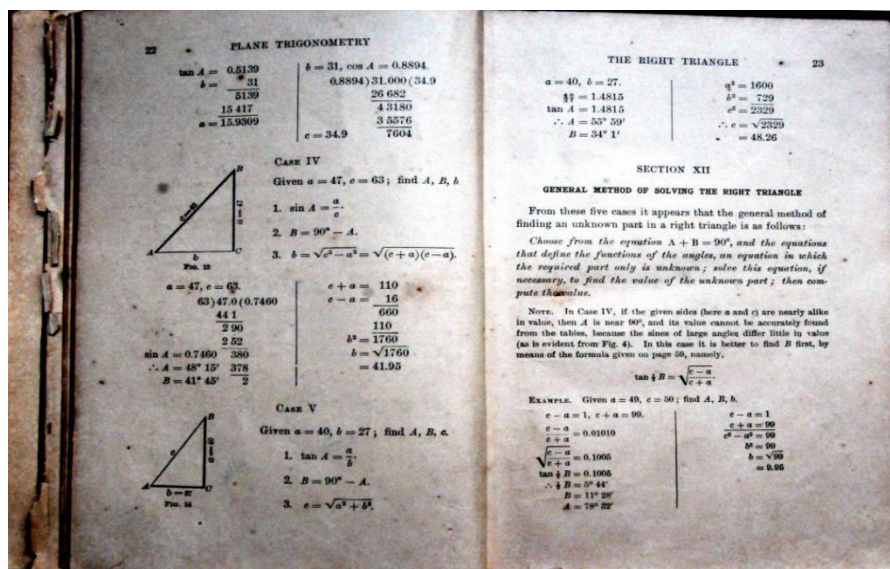 22 PLANE TRIGONOMETRY
tan A = 0.5139
b = 31
5139
15 417
a = 15.9309
b = 31, cos A = 0.8894.
0.8894)31.000(34.9
26 682
4 3180
3 5576
c = 34.9 7604
CASE IV
Given a = 47, c = 63; find A, B, b
1. sin A = a/c.
2. B = 90° − A.
3. b = √c² − a² = √(c + a)(c − a).
B
c=63
a=47
A b C
FIG. 13
a = 47, c = 63.
63)47.0(0.7460
44 1
2 90
2 52
sin A = 0.7460 380
∴ A = 48° 15′ 378
B = 41° 45′ 2
c + a = 110
c − a = 16
660
110
b² = 1760
b = √1760
= 41.95
CASE V
Given a = 40, b = 27; find A, B, c.
1. tan A = a/b.
2. B = 90° − A.
3. c = √a² + b².
B
c
a=40
A b=27 C
FIG. 14
THE RIGHT TRIANGLE 23
a = 40, b = 27.
40/27 = 1.4815
tan A = 1.4815
∴ A = 55° 59′
B = 34° 1′
a² = 1600
b² = 729
c² = 2329
∴ c = √2329
= 48.26
SECTION XII
GENERAL METHOD OF SOLVING THE RIGHT TRIANGLE
From these five cases it appears that the general method of
finding an unknown part in a right triangle is as follows:
Choose from the equation A + B = 90°, and the equations
that define the functions of the angles, an equation in which
the required part only is unknown; solve this equation, if
necessary, to find the value of the unknown part; then com-
pute the value.
NOTE. In Case IV, if the given sides (here a and c) are nearly alike
in value, then A is near 90°, and its value cannot be accurately found
from the tables, because the sines of large angles differ little in value
(as is evident from Fig. 4). In this case it is better to find B first, by
means of the formula given on page 59, namely,
tan ½ B = √(c − a)/(c + a).
EXAMPLE. Given a = 49, c = 50; find A, B, b.
c − a = 1, c + a = 99.
(c − a)/(c + a) = 0.01010
√(c − a)/(c + a) = 0.1005
tan ½ B = 0.1005
∴ ½ B = 5° 44′
B = 11° 28′
A = 78° 32′
c − a = 1
c + a = 99
c² − a² = 99
b² = 99
b = √99
= 9.95